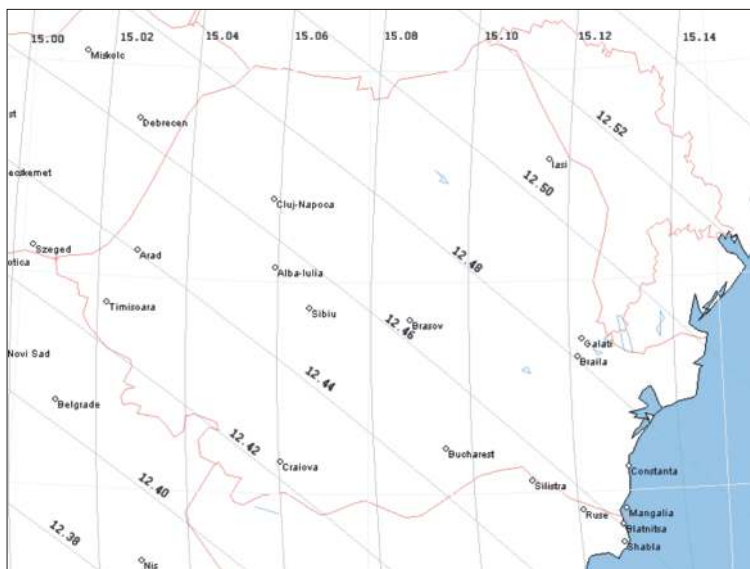 15.00
15.02
15.04
15.06
15.08
15.10
15.12
15.14
Miskolc
st
Debrecen
12.52
ecskemet
Iasi
12.50
Cluj-Napoca
Szeged
Arad
otica
Alba-Iulia
12.48
Timisoara
Sibiu
12.46
Brasov
Galati
Novi Sad
Braila
12.44
Belgrade
12.42
Bucharest
Craiova
Constanta
12.40
Silistra
Ruse
Mangalia
Blatnitsa
12.38
Shabla
Nis